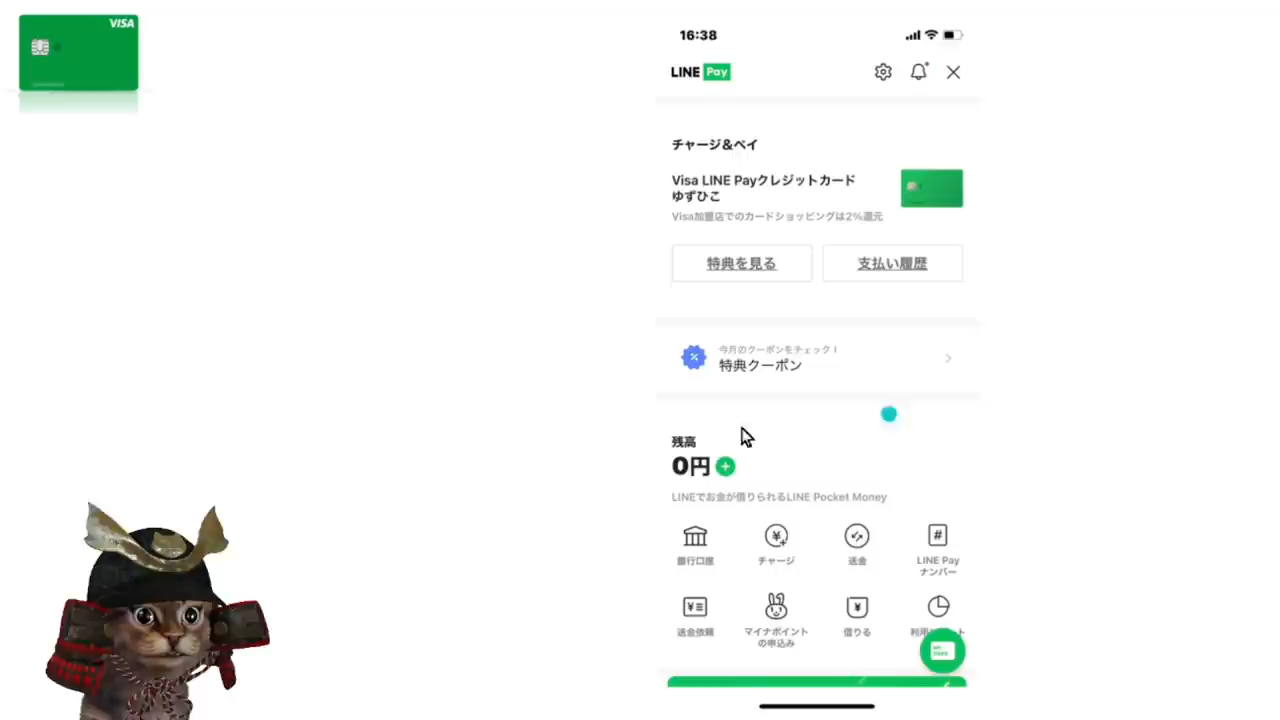 VISA
16:38
LINE Pay
チャージ&ペイ
Visa LINE Payクレジットカード
ゆずひこ
Visa加盟店でのカードショッピングは2%還元
特典を見る 支払い履歴
今月のクーポンをチェック！
特典クーポン
残高
0円
LINEでお金が借りられるLINE Pocket Money
銀行口座 チャージ 送金 LINE Pay
ナンバー
送金依頼 マイナポイント
の申込み 借りる